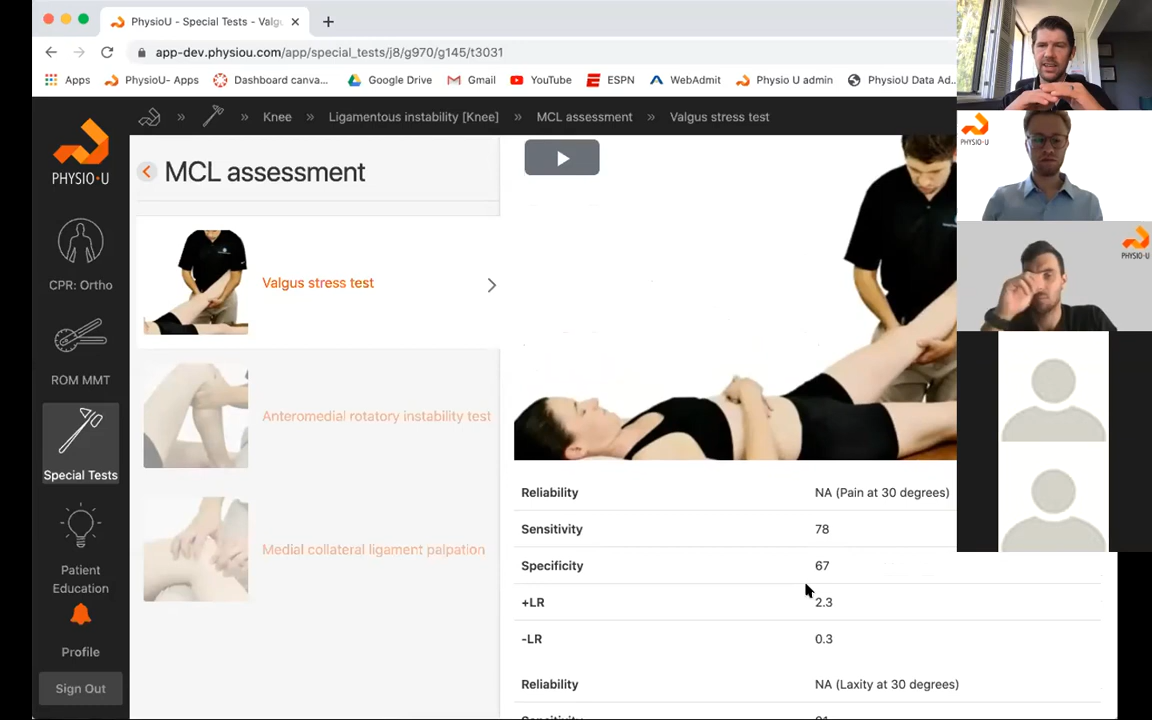 PhysioU - Special Tests - Valgu
app-dev.physiou.com/app/special_tests/j8/g970/g145/t3031
Apps
PhysioU- Apps
Dashboard canva...
Google Drive
Gmail
YouTube
ESPN
WebAdmit
Physio U admin
PhysioU Data Ad..
» » Knee » Ligamentous instability [Knee] » MCL assessment » Valgus stress test
PHYSIO•U
CPR: Ortho
ROM MMT
Special Tests
Patient
Education
Profile
Sign Out
MCL assessment
Valgus stress test
Anteromedial rotatory instability test
Medial collateral ligament palpation
Reliability NA (Pain at 30 degrees)
Sensitivity 78
Specificity 67
+LR 2.3
-LR 0.3
Reliability NA (Laxity at 30 degrees)
PHYSIO•U
PHYSIO•U